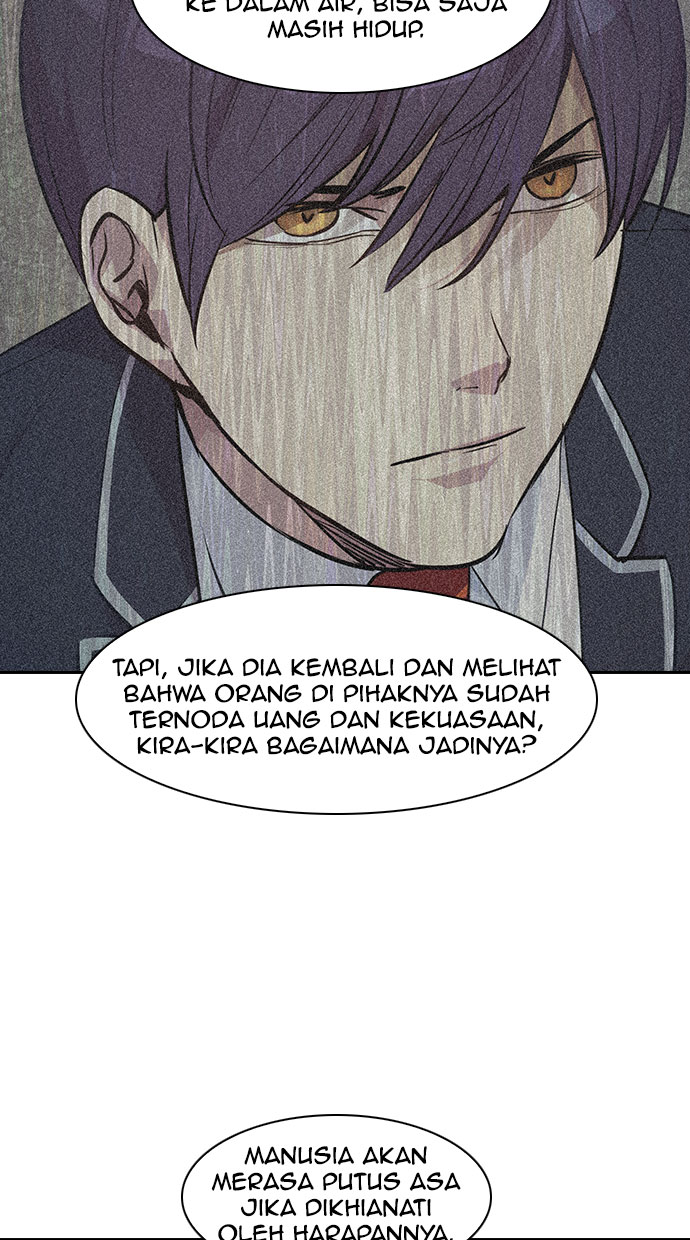 KE DALAM AIR, BISA SAJA
MASIH HIDUP.
TAPI, JIKA DIA KEMBALI DAN MELIHAT
BAHWA ORANG DI PIHAKNYA SUDAH
TERNODA UANG DAN KEKUASAAN,
KIRA-KIRA BAGAIMANA JADINYA?
MANUSIA AKAN
MERASA PUTUS ASA
JIKA DIKHIANATI
OLEH HARAPANNYA.